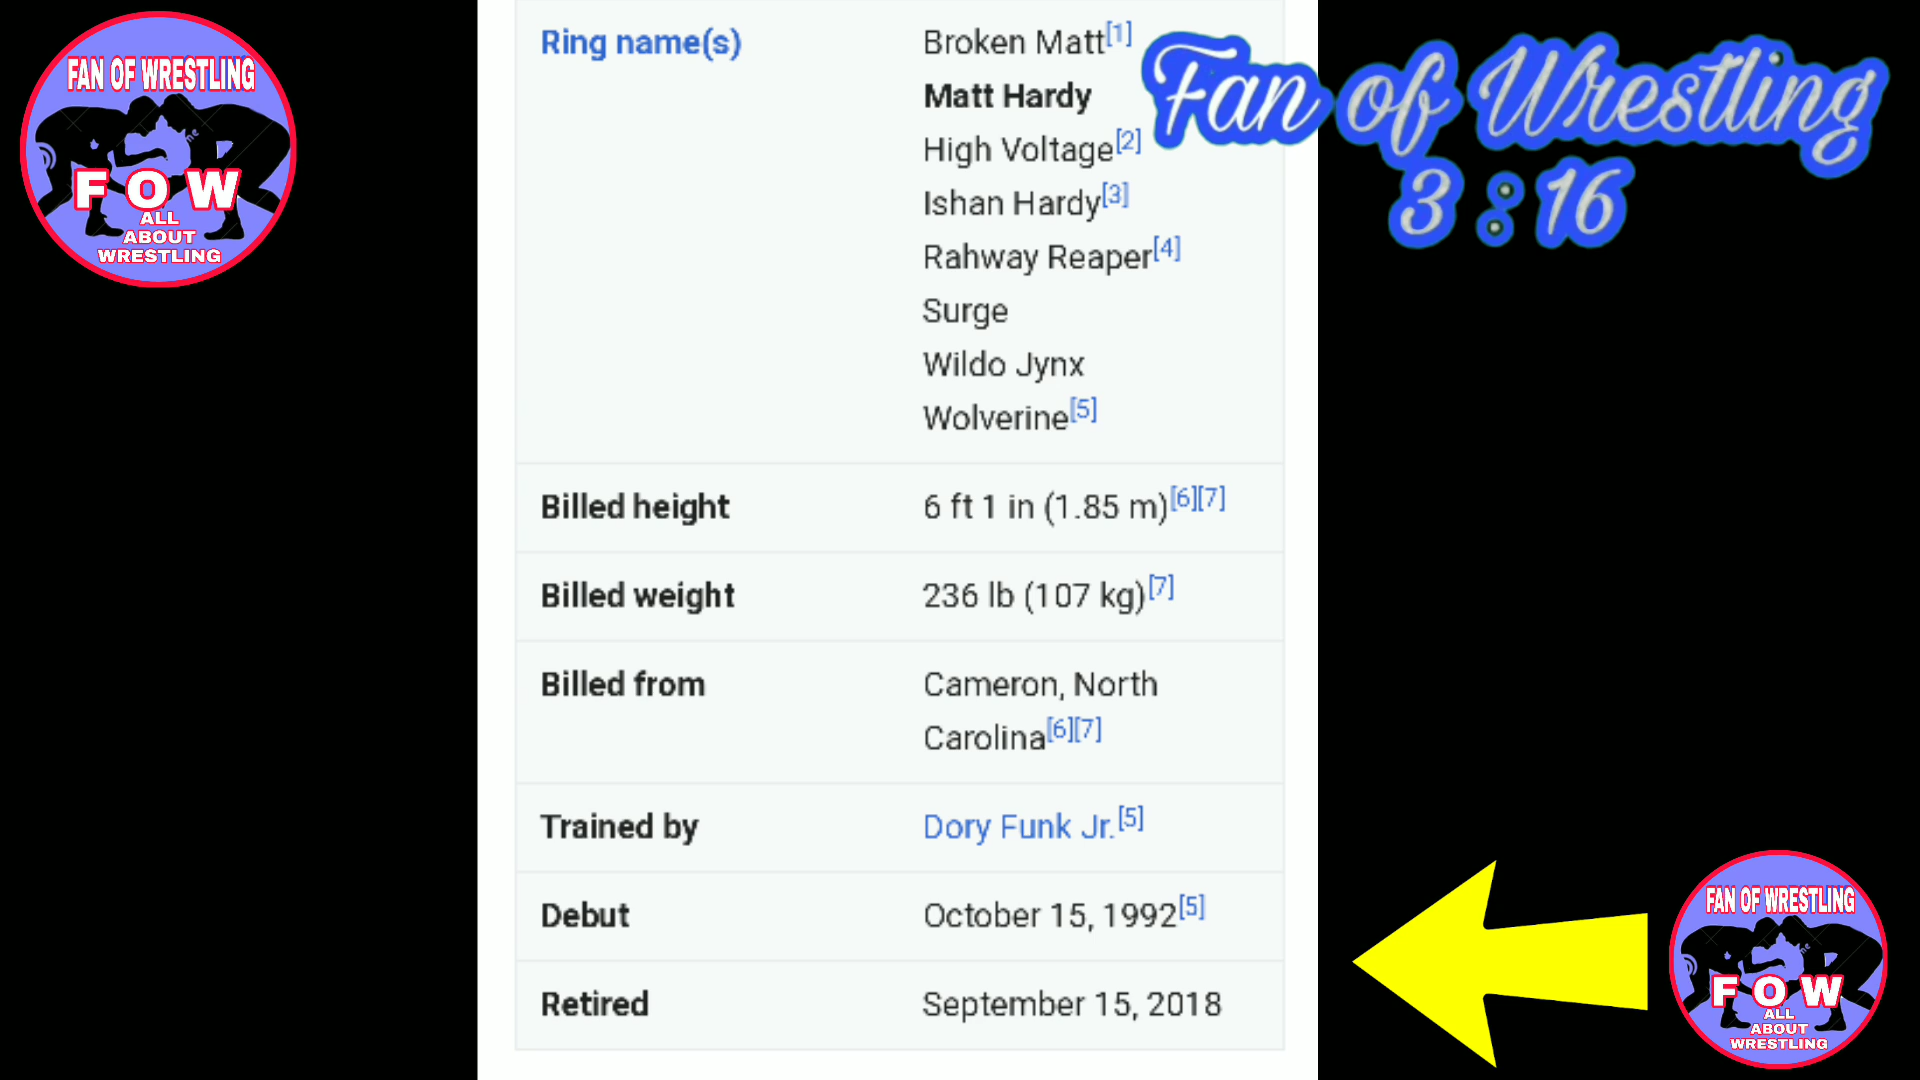 FAN OF WRESTLING
F O W
ALL
ABOUT
WRESTLING
Ring name(s)
Broken Matt[1]
Matt Hardy
High Voltage[2]
Ishan Hardy[3]
Rahway Reaper[4]
Surge
Wildo Jynx
Wolverine[5]
Fan of Wrestling
3 : 16
Billed height 6 ft 1 in (1.85 m)[6][7]
Billed weight 236 lb (107 kg)[7]
Billed from Cameron, North
Carolina[6][7]
Trained by Dory Funk Jr.[5]
Debut October 15, 1992[5]
Retired September 15, 2018
FAN OF WRESTLING
F O W
ALL
ABOUT
WRESTLING